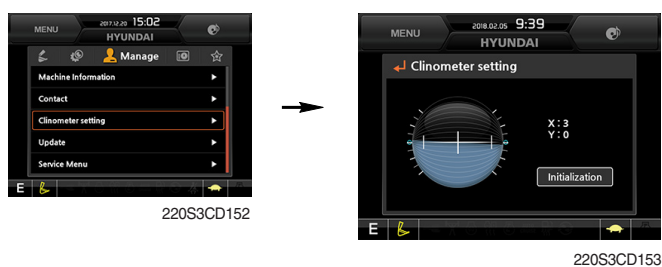 MENU
2017.12.20 15:02
HYUNDAI
Manage
Machine Information
Contact
Clinometer setting
Update
Service Menu
E
220S3CD152
MENU
2018.02.05 9:39
HYUNDAI
Clinometer setting
X : 3
Y : 0
Initialization
E
220S3CD153